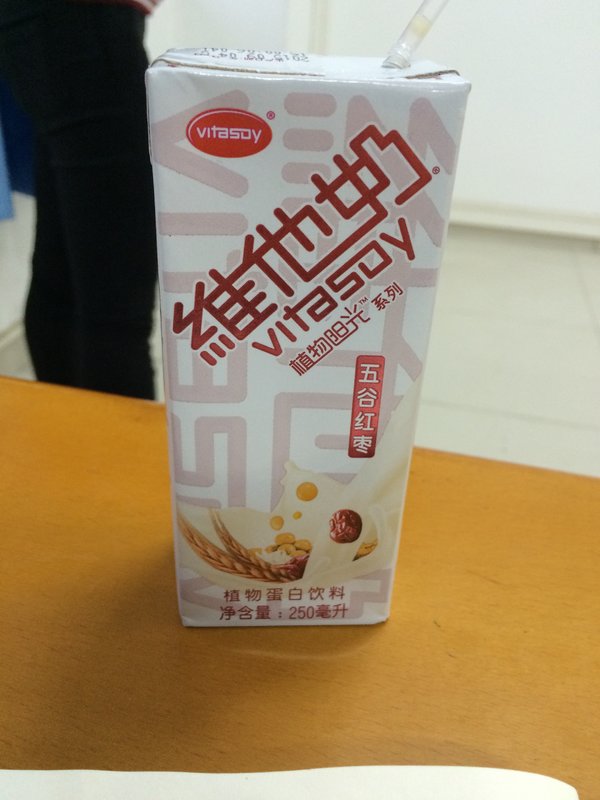 vitasoy®
維他奶®
vitasoy
植物阳光™系列
五谷红枣
植物蛋白饮料
净含量：250毫升